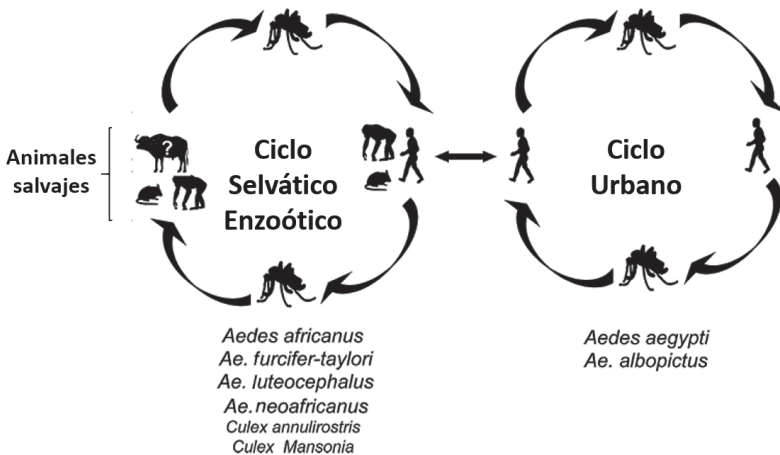 Animales
salvajes
?
Ciclo
Selvático
Enzoótico
Ciclo
Urbano
Aedes africanus
Ae. furcifer-taylori
Ae. luteocephalus
Ae. neoafricanus
Culex annulirostris
Culex Mansonia
Aedes aegypti
Ae. albopictus